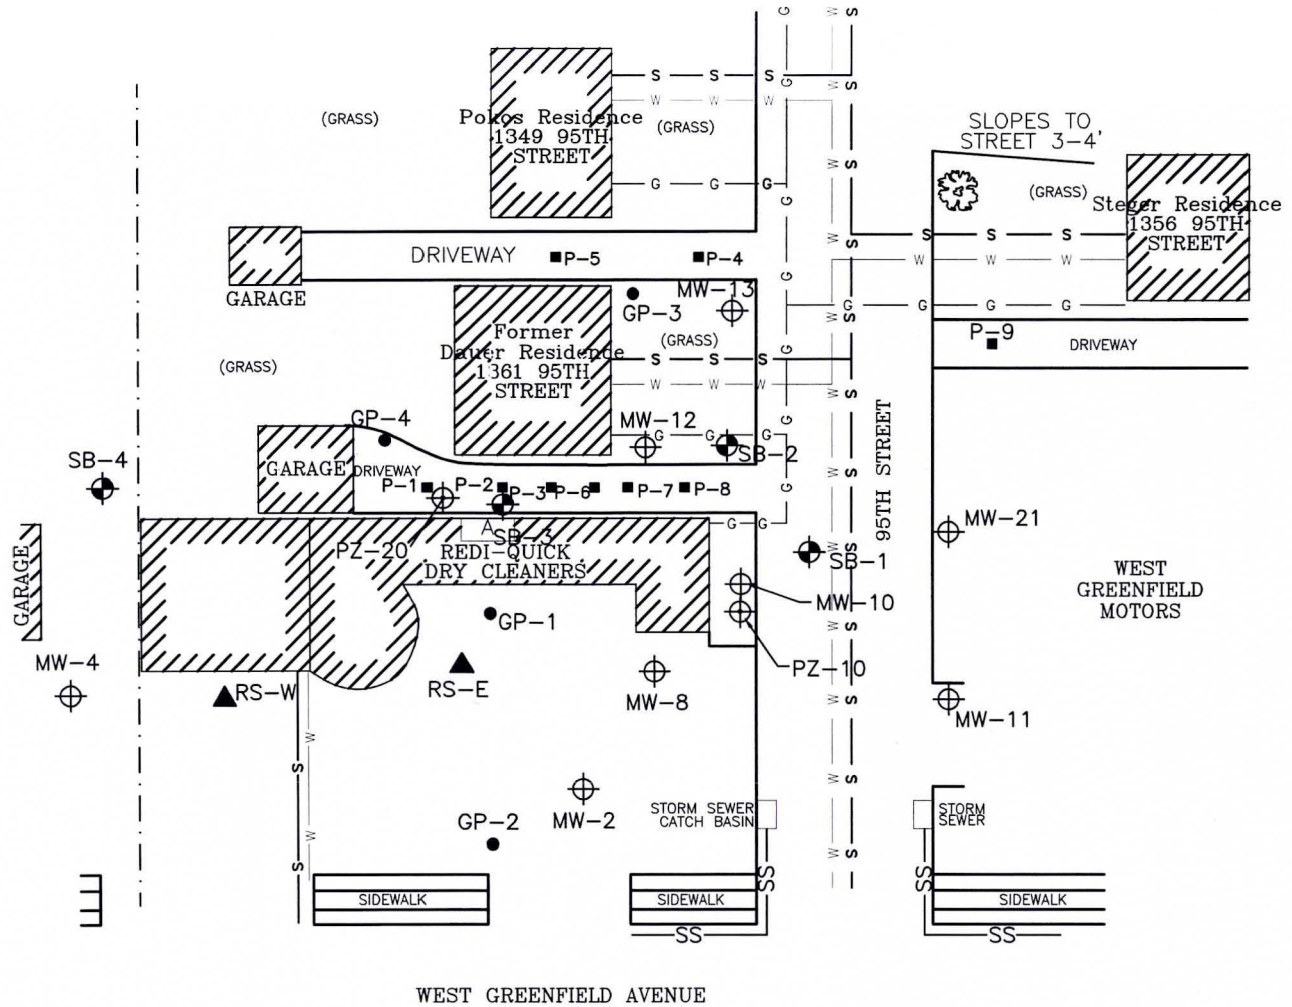 S
W S
G
S S S
W W W W S
Pokos Residence
1349 95TH
STREET
(GRASS)
(GRASS)
SLOPES TO
STREET 3-4'
W S
G G G
(GRASS)
Steger Residence
1356 95TH
STREET
G
W S S S S
DRIVEWAY
P-5
P-4
W W W
GARAGE
MW-13
GP-3
G
G G G G
W S
P-9
DRIVEWAY
Former
Dauer Residence
1361 95TH
STREET
(GRASS)
(GRASS)
G
S S S
W W W
W S
GP-4
MW-12
G G
G
SB-2
SB-4
GARAGE
DRIVEWAY
P-1
P-2
P-3
P-6
P-7
P-8
G
W S
95TH STREET
MW-21
G G
A
SB-3
PZ-20
REDI-QUICK
DRY CLEANERS
W S
SB-1
GARAGE
WEST
GREENFIELD
MOTORS
MW-10
GP-1
W S
MW-4
RS-W
RS-E
MW-8
PZ-10
W S
MW-11
W
S
W S
MW-2
STORM SEWER
CATCH BASIN
STORM
SEWER
GP-2
W
S
W S
SS
SS
SIDEWALK
SIDEWALK
SIDEWALK
SS
SS
WEST GREENFIELD AVENUE